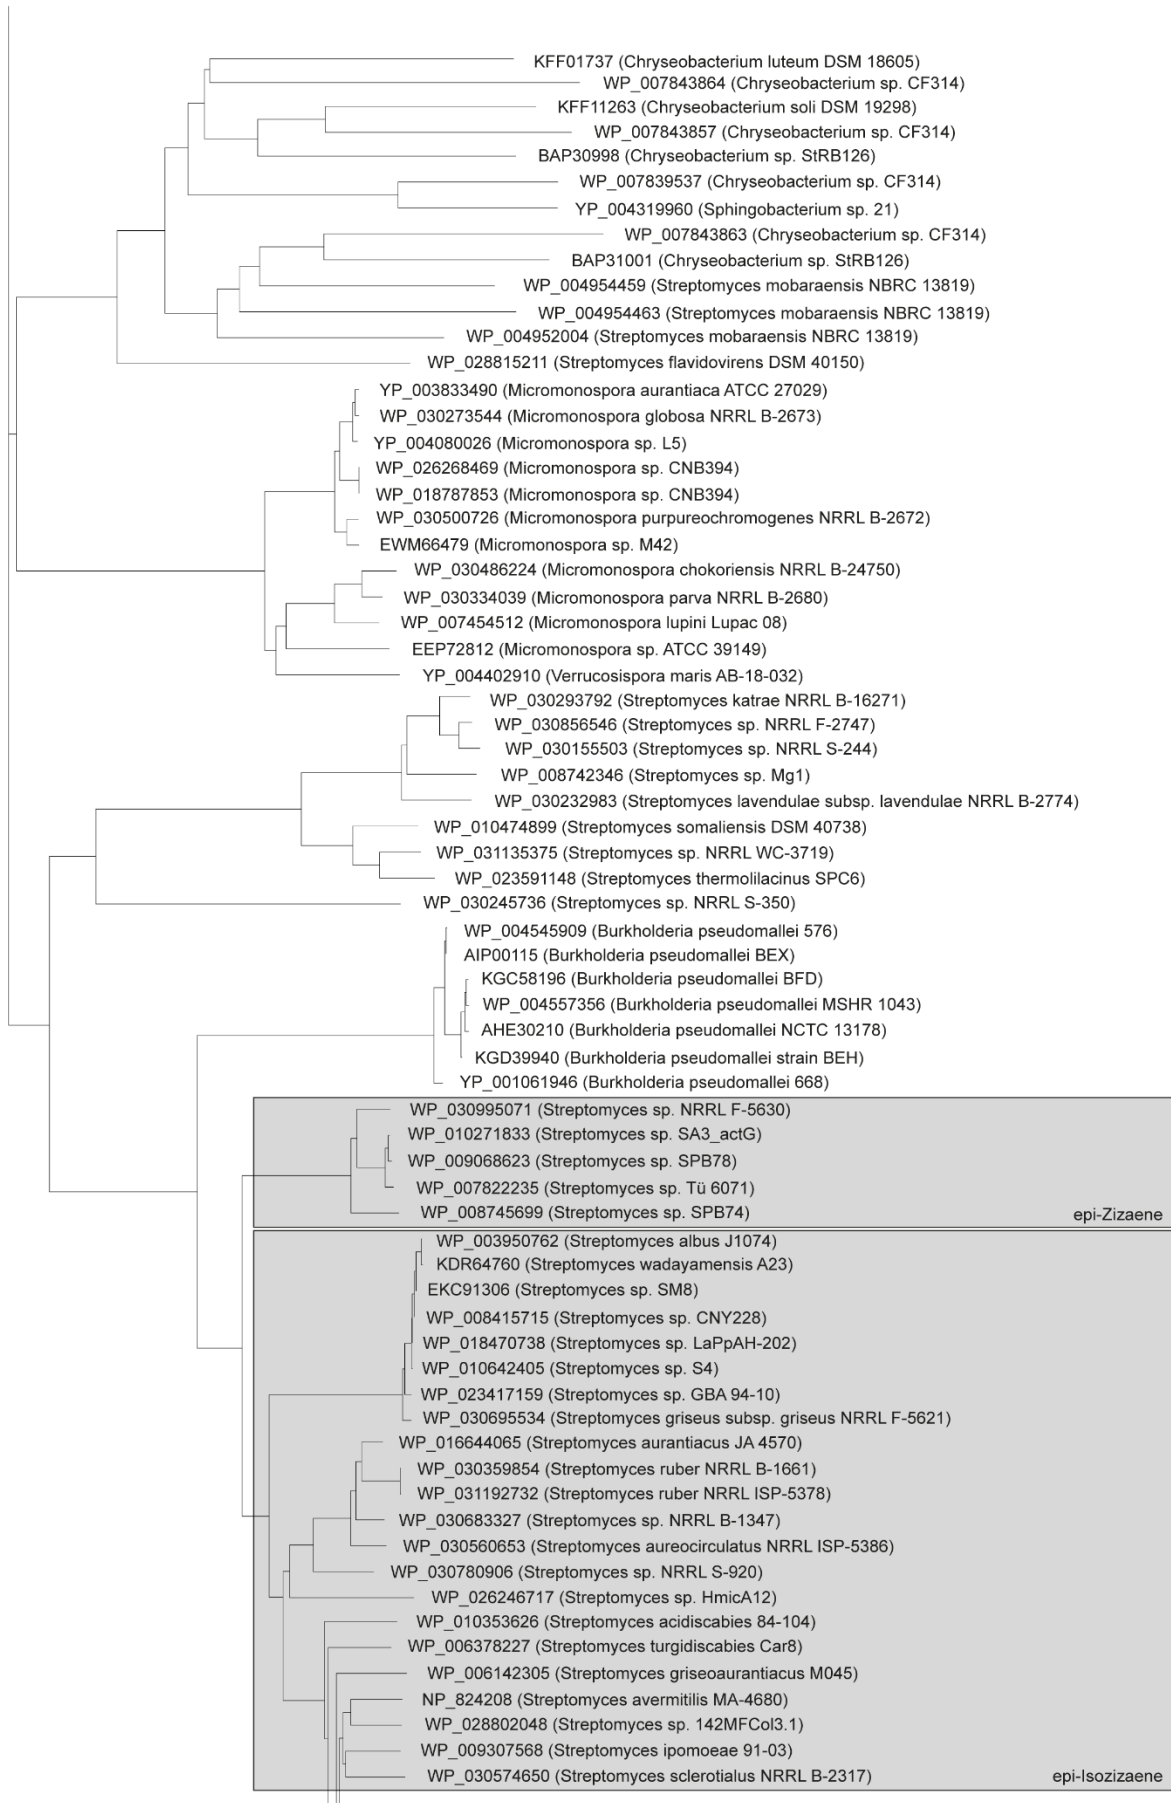 KFF01737 (Chryseobacterium luteum DSM 18605)
WP_007843864 (Chryseobacterium sp. CF314)
KFF11263 (Chryseobacterium soli DSM 19298)
WP_007843857 (Chryseobacterium sp. CF314)
BAP30998 (Chryseobacterium sp. StRB126)
WP_007839537 (Chryseobacterium sp. CF314)
YP_004319960 (Sphingobacterium sp. 21)
WP_007843863 (Chryseobacterium sp. CF314)
BAP31001 (Chryseobacterium sp. StRB126)
WP_004954459 (Streptomyces mobaraensis NBRC 13819)
WP_004954463 (Streptomyces mobaraensis NBRC 13819)
WP_004952004 (Streptomyces mobaraensis NBRC 13819)
WP_028815211 (Streptomyces flavidovirens DSM 40150)
YP_003833490 (Micromonospora aurantiaca ATCC 27029)
WP_030273544 (Micromonospora globosa NRRL B-2673)
YP_004080026 (Micromonospora sp. L5)
WP_026268469 (Micromonospora sp. CNB394)
WP_018787853 (Micromonospora sp. CNB394)
WP_030500726 (Micromonospora purpureochromogenes NRRL B-2672)
EWM66479 (Micromonospora sp. M42)
WP_030486224 (Micromonospora chokoriensis NRRL B-24750)
WP_030334039 (Micromonospora parva NRRL B-2680)
WP_007454512 (Micromonospora lupini Lupac 08)
EEP72812 (Micromonospora sp. ATCC 39149)
YP_004402910 (Verrucosispora maris AB-18-032)
WP_030293792 (Streptomyces katrae NRRL B-16271)
WP_030856546 (Streptomyces sp. NRRL F-2747)
WP_030155503 (Streptomyces sp. NRRL S-244)
WP_008742346 (Streptomyces sp. Mg1)
WP_030232983 (Streptomyces lavendulae subsp. lavendulae NRRL B-2774)
WP_010474899 (Streptomyces somaliensis DSM 40738)
WP_031135375 (Streptomyces sp. NRRL WC-3719)
WP_023591148 (Streptomyces thermolilacinus SPC6)
WP_030245736 (Streptomyces sp. NRRL S-350)
WP_004545909 (Burkholderia pseudomallei 576)
AIP00115 (Burkholderia pseudomallei BEX)
KGC58196 (Burkholderia pseudomallei BFD)
WP_004557356 (Burkholderia pseudomallei MSHR 1043)
AHE30210 (Burkholderia pseudomallei NCTC 13178)
KGD39940 (Burkholderia pseudomallei strain BEH)
YP_001061946 (Burkholderia pseudomallei 668)
WP_030995071 (Streptomyces sp. NRRL F-5630)
WP_010271833 (Streptomyces sp. SA3_actG)
WP_009068623 (Streptomyces sp. SPB78)
WP_007822235 (Streptomyces sp. Tü 6071)
WP_008745699 (Streptomyces sp. SPB74)
epi-Zizaene
WP_003950762 (Streptomyces albus J1074)
KDR64760 (Streptomyces wadayamensis A23)
EKC91306 (Streptomyces sp. SM8)
WP_008415715 (Streptomyces sp. CNY228)
WP_018470738 (Streptomyces sp. LaPpAH-202)
WP_010642405 (Streptomyces sp. S4)
WP_023417159 (Streptomyces sp. GBA 94-10)
WP_030695534 (Streptomyces griseus subsp. griseus NRRL F-5621)
WP_016644065 (Streptomyces aurantiacus JA 4570)
WP_030359854 (Streptomyces ruber NRRL B-1661)
WP_031192732 (Streptomyces ruber NRRL ISP-5378)
WP_030683327 (Streptomyces sp. NRRL B-1347)
WP_030560653 (Streptomyces aureocirculatus NRRL ISP-5386)
WP_030780906 (Streptomyces sp. NRRL S-920)
WP_026246717 (Streptomyces sp. HmicA12)
WP_010353626 (Streptomyces acidiscabies 84-104)
WP_006378227 (Streptomyces turgidiscabies Car8)
WP_006142305 (Streptomyces griseoaurantiacus M045)
NP_824208 (Streptomyces avermitilis MA-4680)
WP_028802048 (Streptomyces sp. 142MFCol3.1)
WP_009307568 (Streptomyces ipomoeae 91-03)
WP_030574650 (Streptomyces sclerotialus NRRL B-2317)
epi-Isozizaene